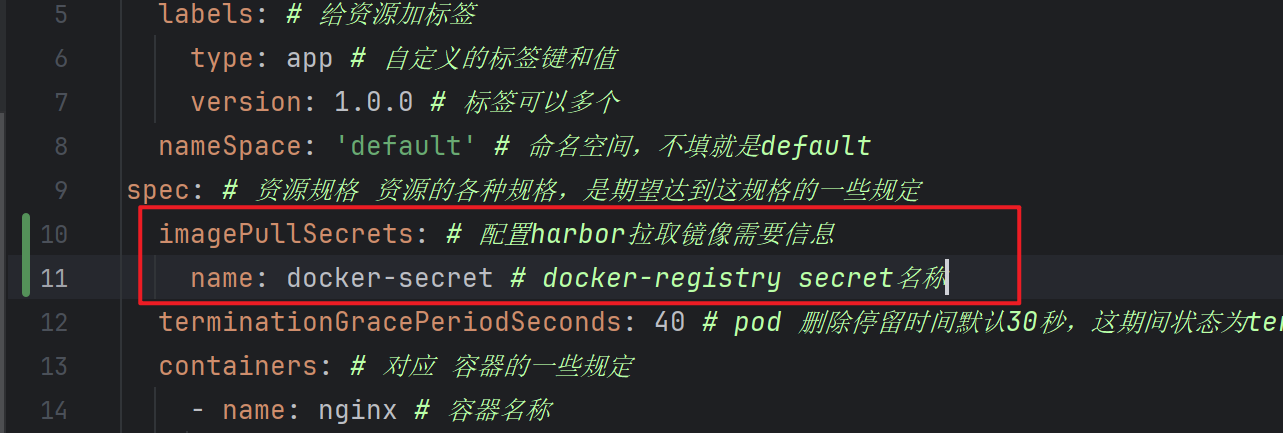 5 labels: # 给资源加标签
6 type: app # 自定义的标签键和值
7 version: 1.0.0 # 标签可以多个
8 nameSpace: 'default' # 命名空间，不填就是default
9 spec: # 资源规格 资源的各种规格，是期望达到这规格的一些规定
10 imagePullSecrets: # 配置harbor拉取镜像需要信息
11 name: docker-secret # docker-registry secret名称
12 terminationGracePeriodSeconds: 40 # pod 删除停留时间默认30秒，这期间状态为ter
13 containers: # 对应 容器的一些规定
14 - name: nginx # 容器名称